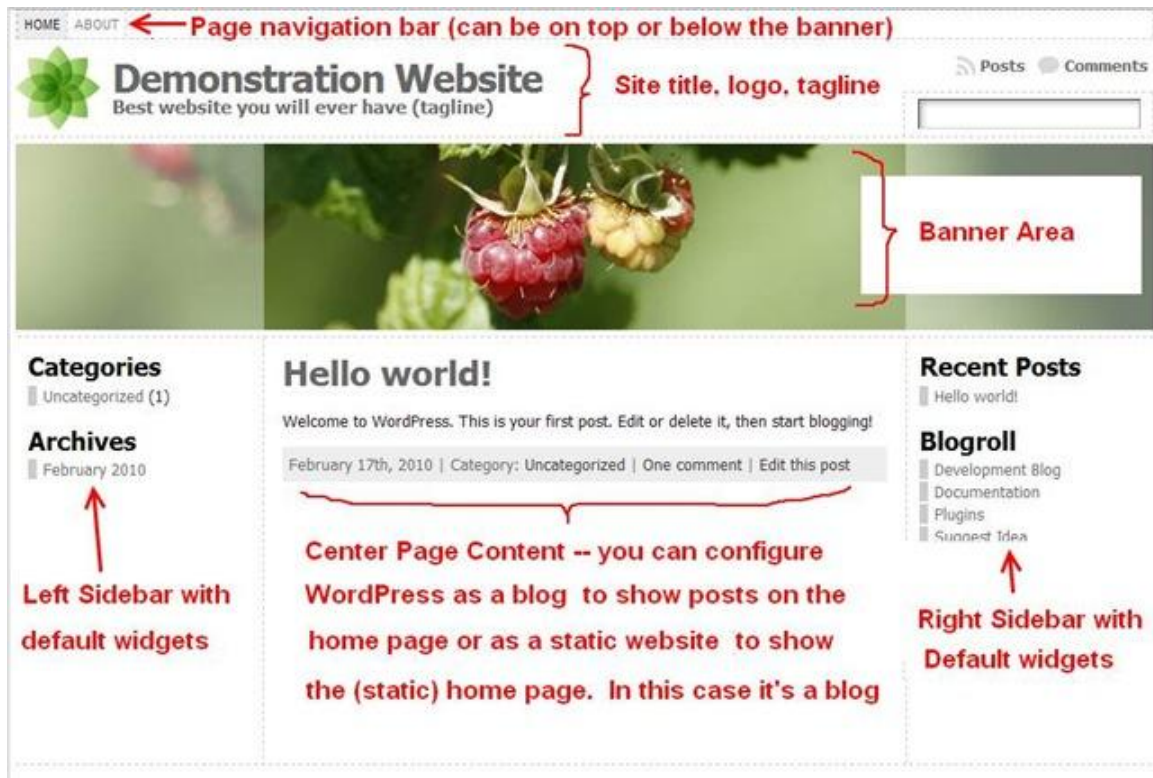 HOME ABOUT
Page navigation bar (can be on top or below the banner)
Demonstration Website
Best website you will ever have (tagline)
Site title, logo, tagline
Posts Comments
Banner Area
Categories
Uncategorized (1)
Archives
February 2010
Left Sidebar with
default widgets
Hello world!
Welcome to WordPress. This is your first post. Edit or delete it, then start blogging!
February 17th, 2010 | Category: Uncategorized | One comment | Edit this post
Center Page Content -- you can configure
WordPress as a blog to show posts on the
home page or as a static website to show
the (static) home page. In this case it's a blog
Recent Posts
Hello world!
Blogroll
Development Blog
Documentation
Plugins
Suggest Idea
Right Sidebar with
Default widgets